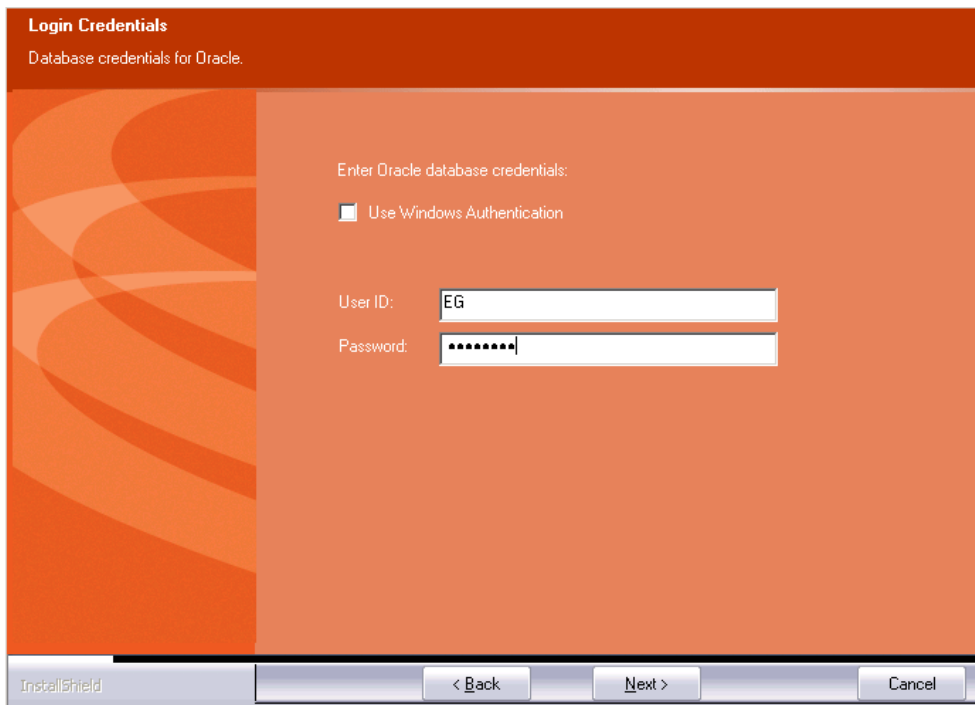 Login Credentials
Database credentials for Oracle.
Enter Oracle database credentials:
Use Windows Authentication
User ID: EG
Password: ••••••••
InstallShield
< Back Next > Cancel